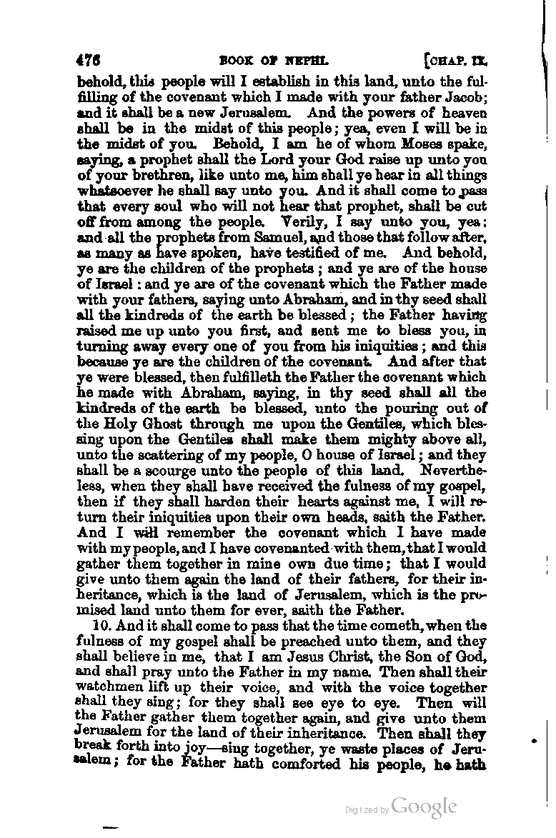 476 BOOK OF NEPHI. [CHAP. IX.
behold, this people will I establish in this land, unto the ful-
filling of the covenant which I made with your father Jacob;
and it shall be a new Jerusalem. And the powers of heaven
shall be in the midst of this people; yea, even I will be in
the midst of you. Behold, I am he of whom Moses spake,
saying, a prophet shall the Lord your God raise up unto you
of your brethren, like unto me, him shall ye hear in all things
whatsoever he shall say unto you. And it shall come to pass
that every soul who will not hear that prophet, shall be cut
off from among the people. Verily, I say unto you, yea:
and all the prophets from Samuel, and those that follow after,
as many as have spoken, have testified of me. And behold,
ye are the children of the prophets; and ye are of the house
of Israel: and ye are of the covenant which the Father made
with your fathers, saying unto Abraham, and in thy seed shall
all the kindreds of the earth be blessed; the Father having
raised me up unto you first, and sent me to bless you, in
turning away every one of you from his iniquities; and this
because ye are the children of the covenant. And after that
ye were blessed, then fulfilleth the Father the covenant which
he made with Abraham, saying, in thy seed shall all the
kindreds of the earth be blessed, unto the pouring out of
the Holy Ghost through me upon the Gentiles, which bles-
sing upon the Gentiles shall make them mighty above all,
unto the scattering of my people, O house of Israel; and they
shall be a scourge unto the people of this land. Neverthe-
less, when they shall have received the fulness of my gospel,
then if they shall harden their hearts against me, I will re-
turn their iniquities upon their own heads, saith the Father.
And I will remember the covenant which I have made
with my people, and I have covenanted with them, that I would
gather them together in mine own due time; that I would
give unto them again the land of their fathers, for their in-
heritance, which is the land of Jerusalem, which is the pro-
mised land unto them for ever, saith the Father.
10. And it shall come to pass that the time cometh, when the
fulness of my gospel shall be preached unto them, and they
shall believe in me, that I am Jesus Christ, the Son of God,
and shall pray unto the Father in my name. Then shall their
watchmen lift up their voice, and with the voice together
shall they sing; for they shall see eye to eye. Then will
the Father gather them together again, and give unto them
Jerusalem for the land of their inheritance. Then shall they
break forth into joy—sing together, ye waste places of Jeru-
salem; for the Father hath comforted his people, he hath
Digitized by Google